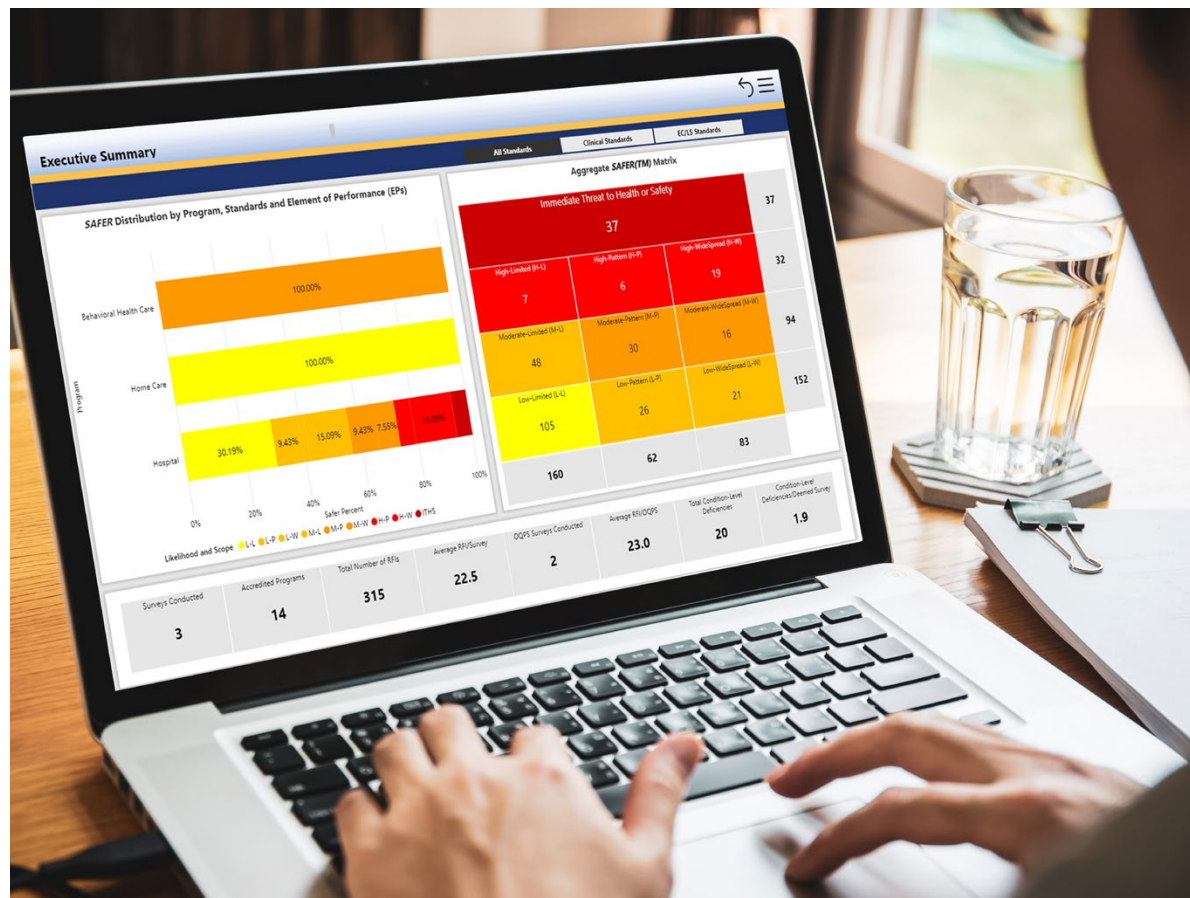 Executive Summary
All Standards
Clinical Standards
EC/LS Standards
SAFER Distribution by Program, Standards and Element of Performance (EPs)
Program
Behavioral Health Care
100.00%
Home Care
100.00%
Hospital
30.19%
9.43%
15.09%
9.43%
7.55%
15.09%
0%
20%
40%
60%
80%
100%
Safer Percent
Likelihood and Scope
L-L
L-P
L-W
M-L
M-P
M-W
H-P
H-W
ITHS
Aggregate SAFER(TM) Matrix
Immediate Threat to Health or Safety
37
37
High-Limited (H-L)
7
High-Pattern (H-P)
6
High-WideSpread (H-W)
19
32
Moderate-Limited (M-L)
48
Moderate-Pattern (M-P)
30
Moderate-WideSpread (M-W)
16
94
Low-Limited (L-L)
105
Low-Pattern (L-P)
26
Low-WideSpread (L-W)
21
152
160
62
83
Surveys Conducted
3
Accredited Programs
14
Total Number of RFIs
315
Average RFI/Survey
22.5
OQPS Surveys Conducted
2
Average RFI/OQPS
23.0
Total Condition-Level
Deficiencies
20
Condition-Level
Deficiencies/Deemed Survey
1.9